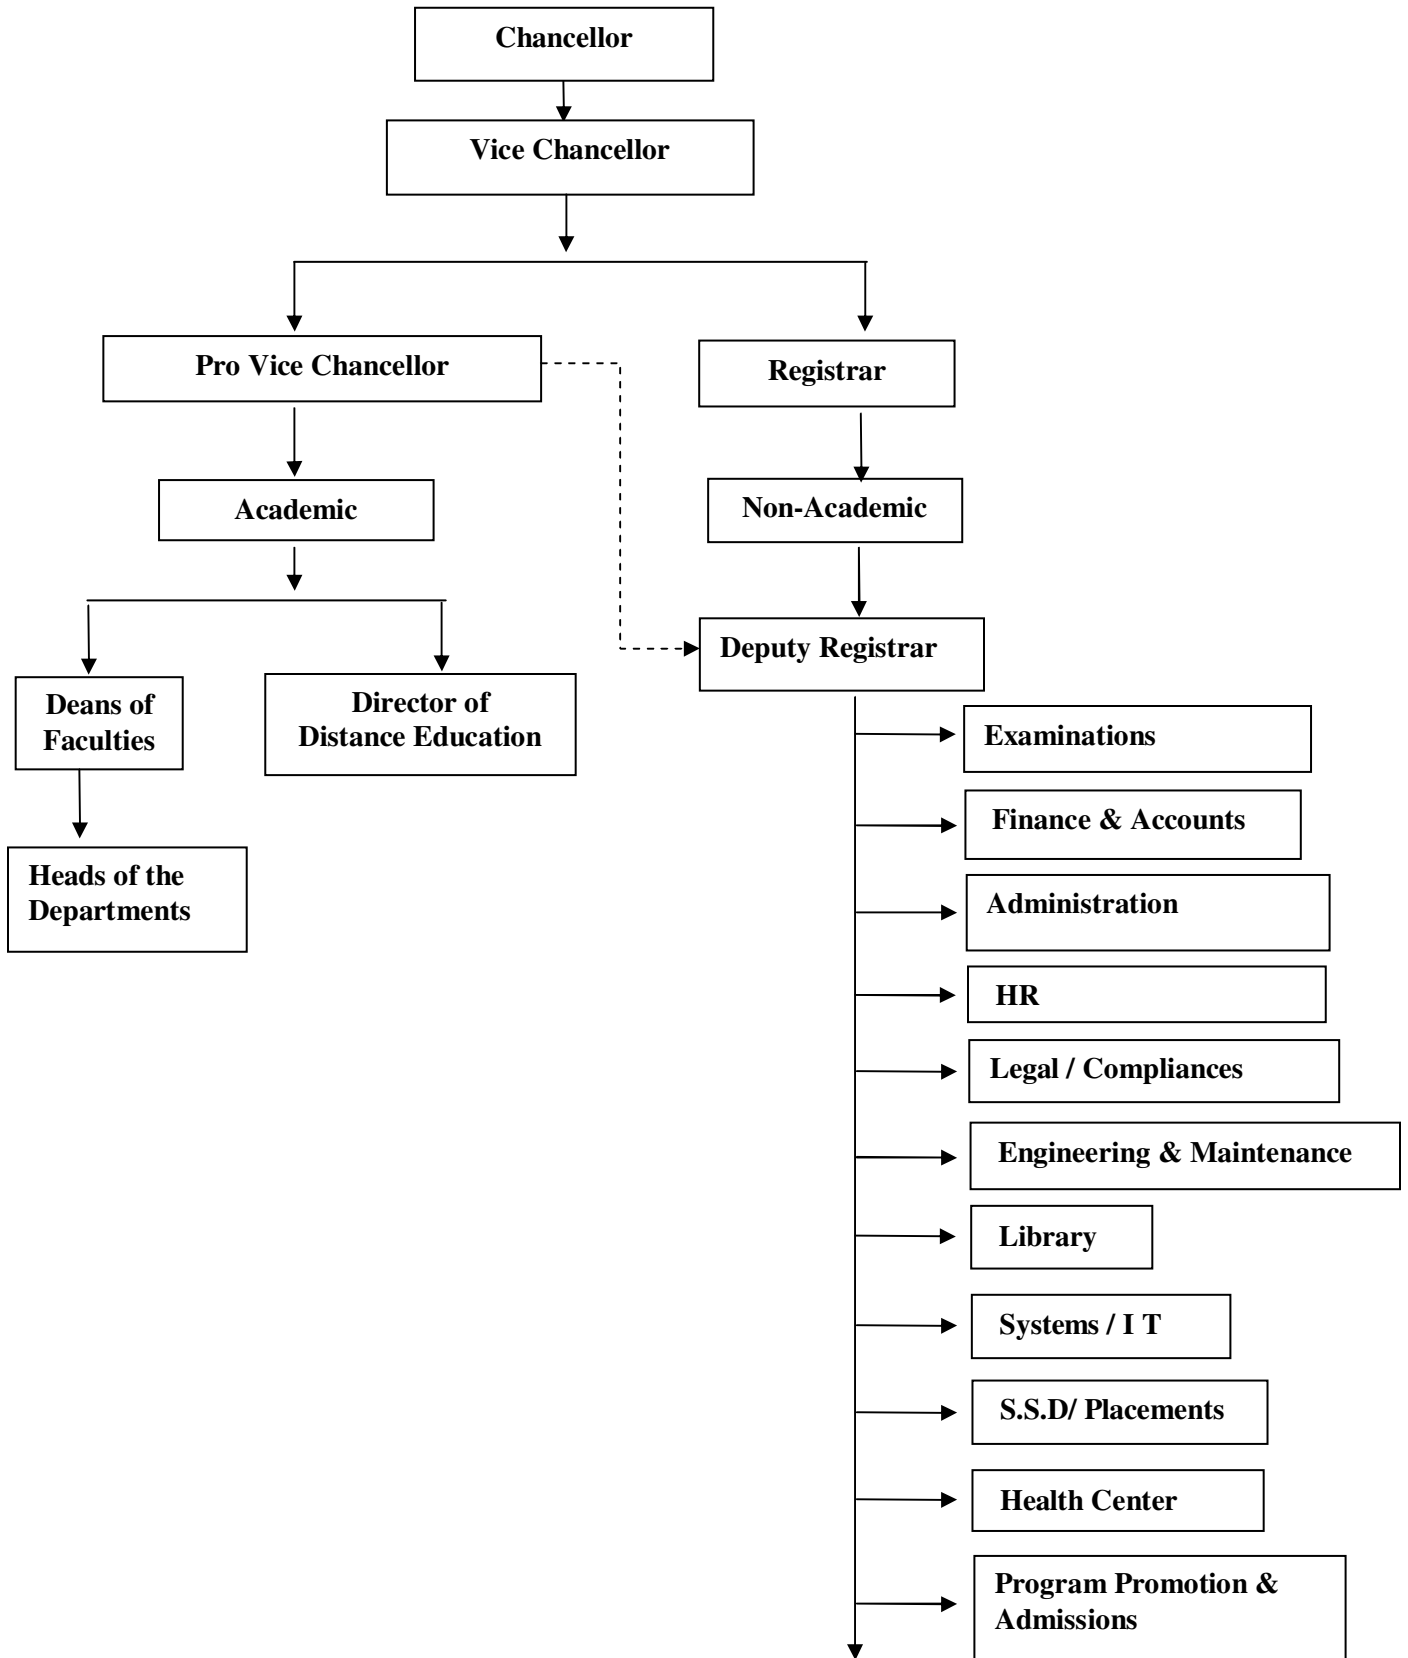 Chancellor
Vice Chancellor
Pro Vice Chancellor
Registrar
Academic
Non-Academic
Deputy Registrar
Deans of
Faculties
Director of
Distance Education
Heads of the
Departments
Examinations
Finance & Accounts
Administration
HR
Legal / Compliances
Engineering & Maintenance
Library
Systems / I T
S.S.D/ Placements
Health Center
Program Promotion &
Admissions